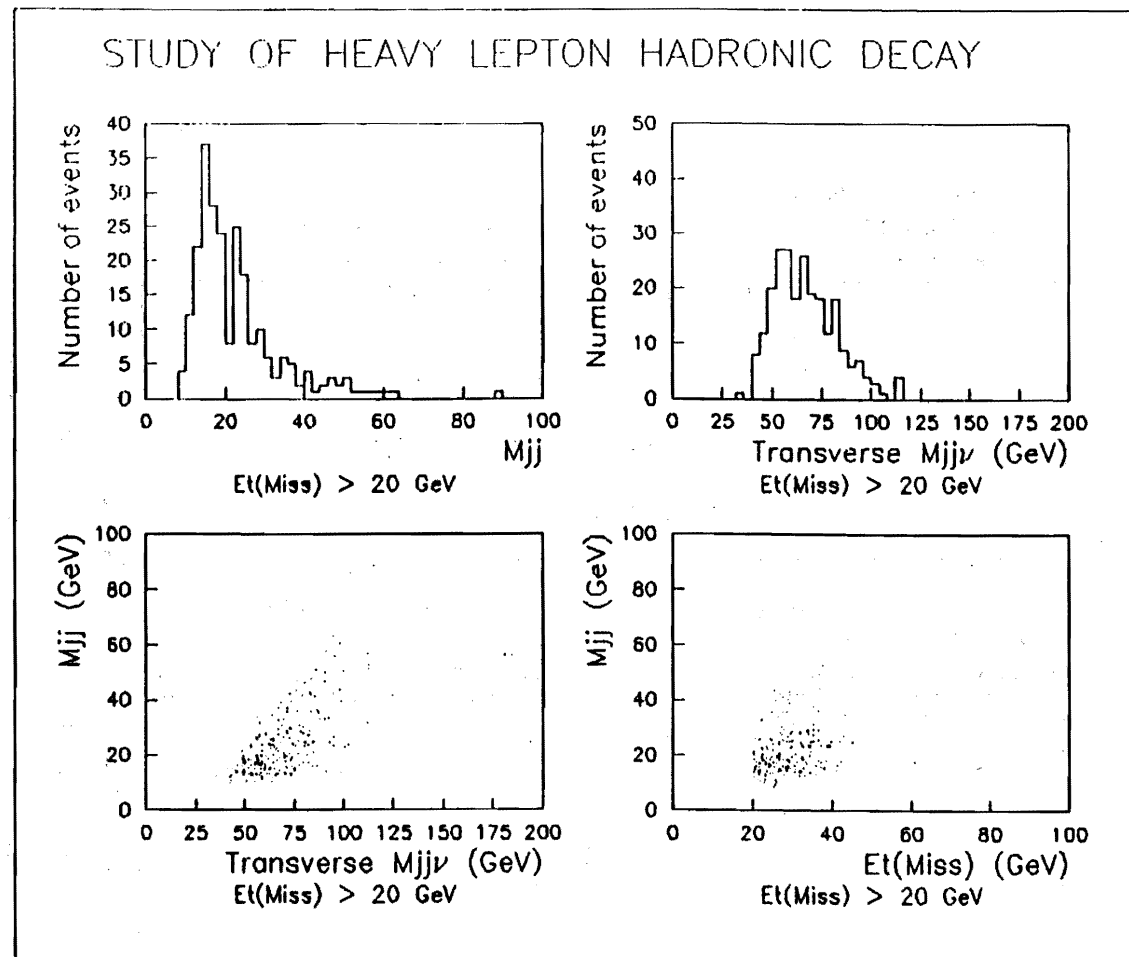 STUDY OF HEAVY LEPTON HADRONIC DECAY
Number of events
40
35
30
25
20
15
10
5
0
0 20 40 60 80 100
Mjj
Et(Miss) > 20 GeV
Number of events
50
40
30
20
10
0
0 25 50 75 100 125 150 175 200
Transverse Mjjν (GeV)
Et(Miss) > 20 GeV
Mjj (GeV)
100
80
60
40
20
0
0 25 50 75 100 125 150 175 200
Transverse Mjjν (GeV)
Et(Miss) > 20 GeV
Mjj (GeV)
100
80
60
40
20
0
0 20 40 60 80 100
Et(Miss) (GeV)
Et(Miss) > 20 GeV